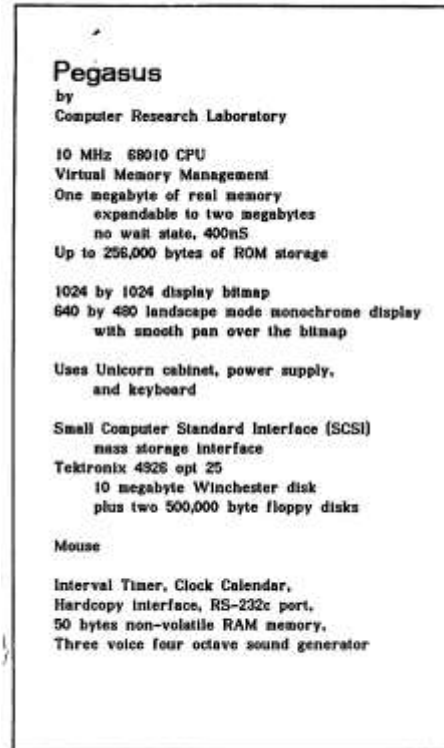 Pegasus
by
Computer Research Laboratory
10 MHz 68010 CPU
Virtual Memory Management
One megabyte of real memory
expandable to two megabytes
no wait state, 400nS
Up to 256,000 bytes of ROM storage
1024 by 1024 display bitmap
640 by 480 landscape mode monochrome display
with smooth pan over the bitmap
Uses Unicorn cabinet, power supply,
and keyboard
Small Computer Standard Interface (SCSI)
mass storage interface
Tektronix 4926 opt 25
10 megabyte Winchester disk
plus two 500,000 byte floppy disks
Mouse
Interval Timer, Clock Calendar,
Hardcopy interface, RS-232c port,
50 bytes non-volatile RAM memory,
Three voice four octave sound generator